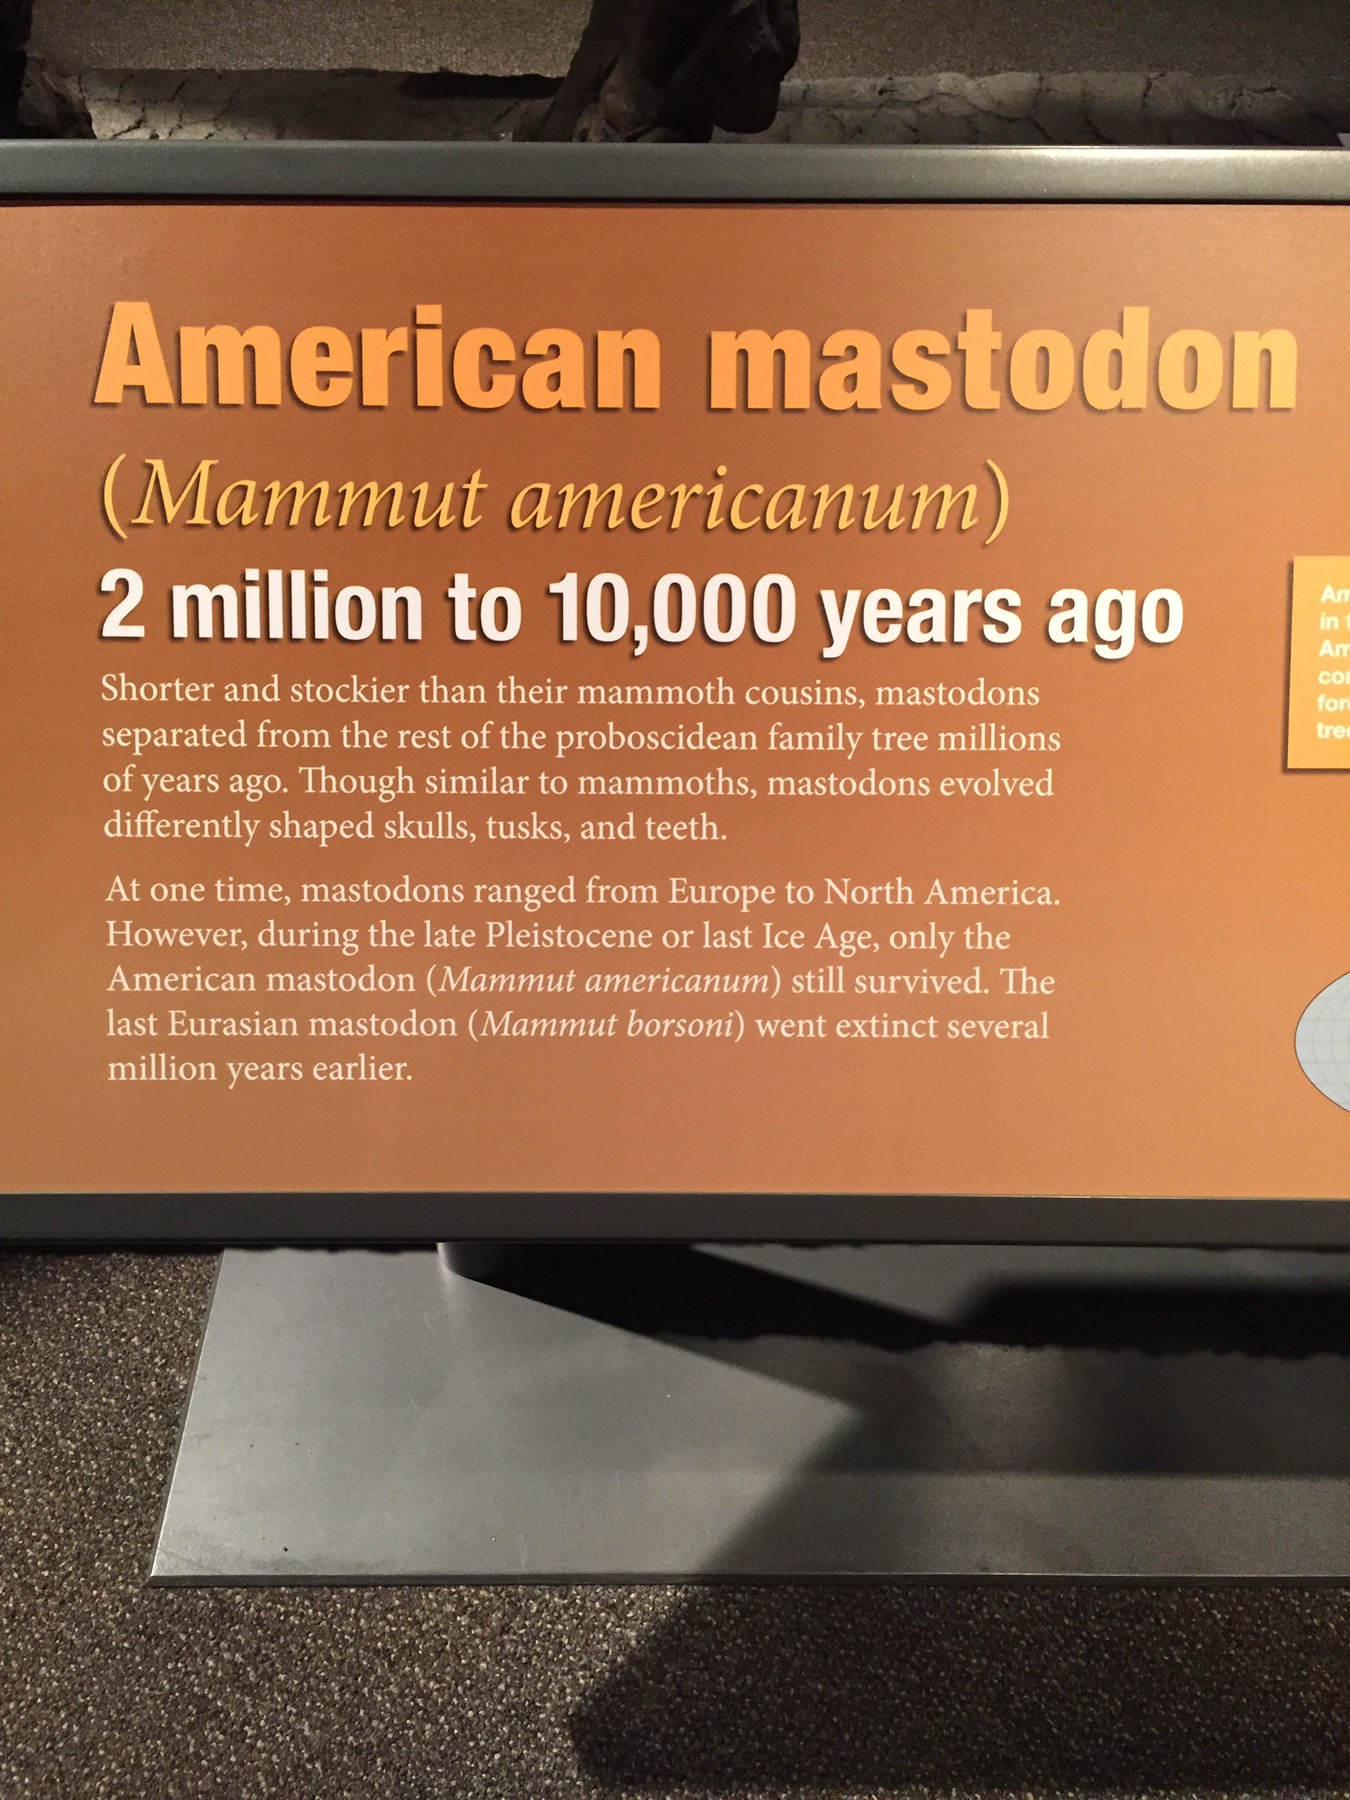 American mastodon
(Mammut americanum)
2 million to 10,000 years ago
Shorter and stockier than their mammoth cousins, mastodons
separated from the rest of the proboscidean family tree millions
of years ago. Though similar to mammoths, mastodons evolved
differently shaped skulls, tusks, and teeth.
At one time, mastodons ranged from Europe to North America.
However, during the late Pleistocene or last Ice Age, only the
American mastodon (Mammut americanum) still survived. The
last Eurasian mastodon (Mammut borsoni) went extinct several
million years earlier.
in